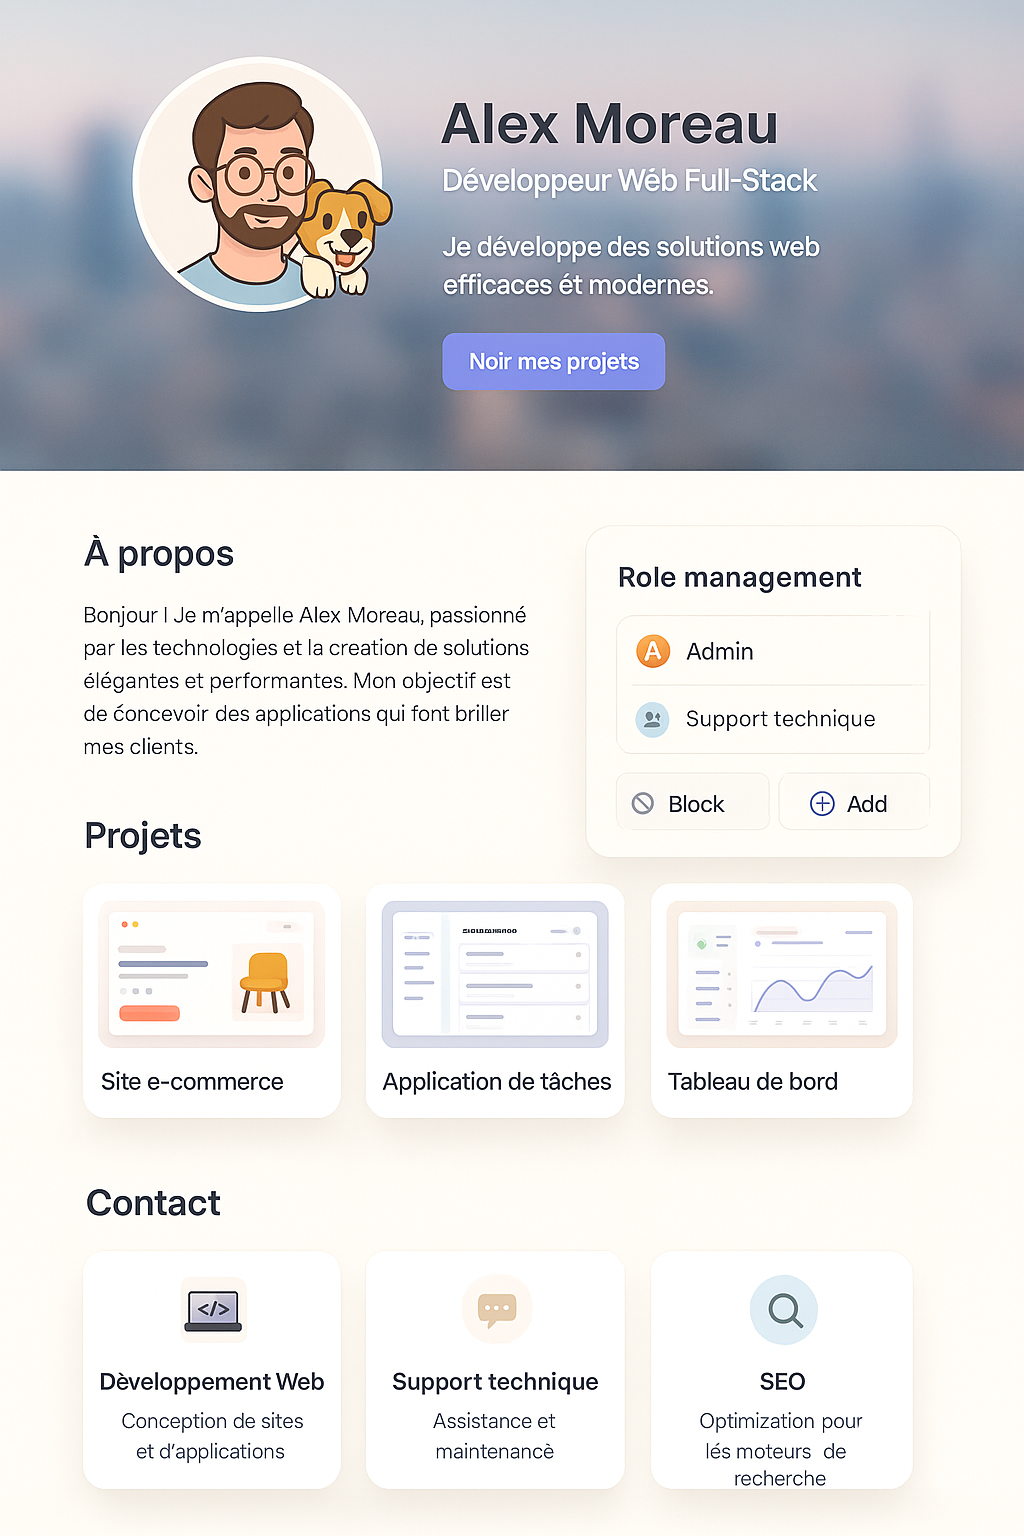 Alex Moreau
Développeur Wéb Full-Stack
Je développe des solutions web
efficaces ét modernes.
Noir mes projets
À propos
Bonjour I Je m'appelle Alex Moreau, passionné
par les technologies et la creation de solutions
élégantes et performantes. Mon objectif est
de ćoncevoir des applications qui font briller
mes clients.
Role management
A Admin
Support technique
Block
Add
Projets
Site e-commerce
Application de tâches
Tableau de bord
Contact
</>
Dèveloppement Web
Conception de sites
et d'applications
Support technique
Assistance et
maintenancè
SEO
Optimization pour
lés moteurs de
recherche